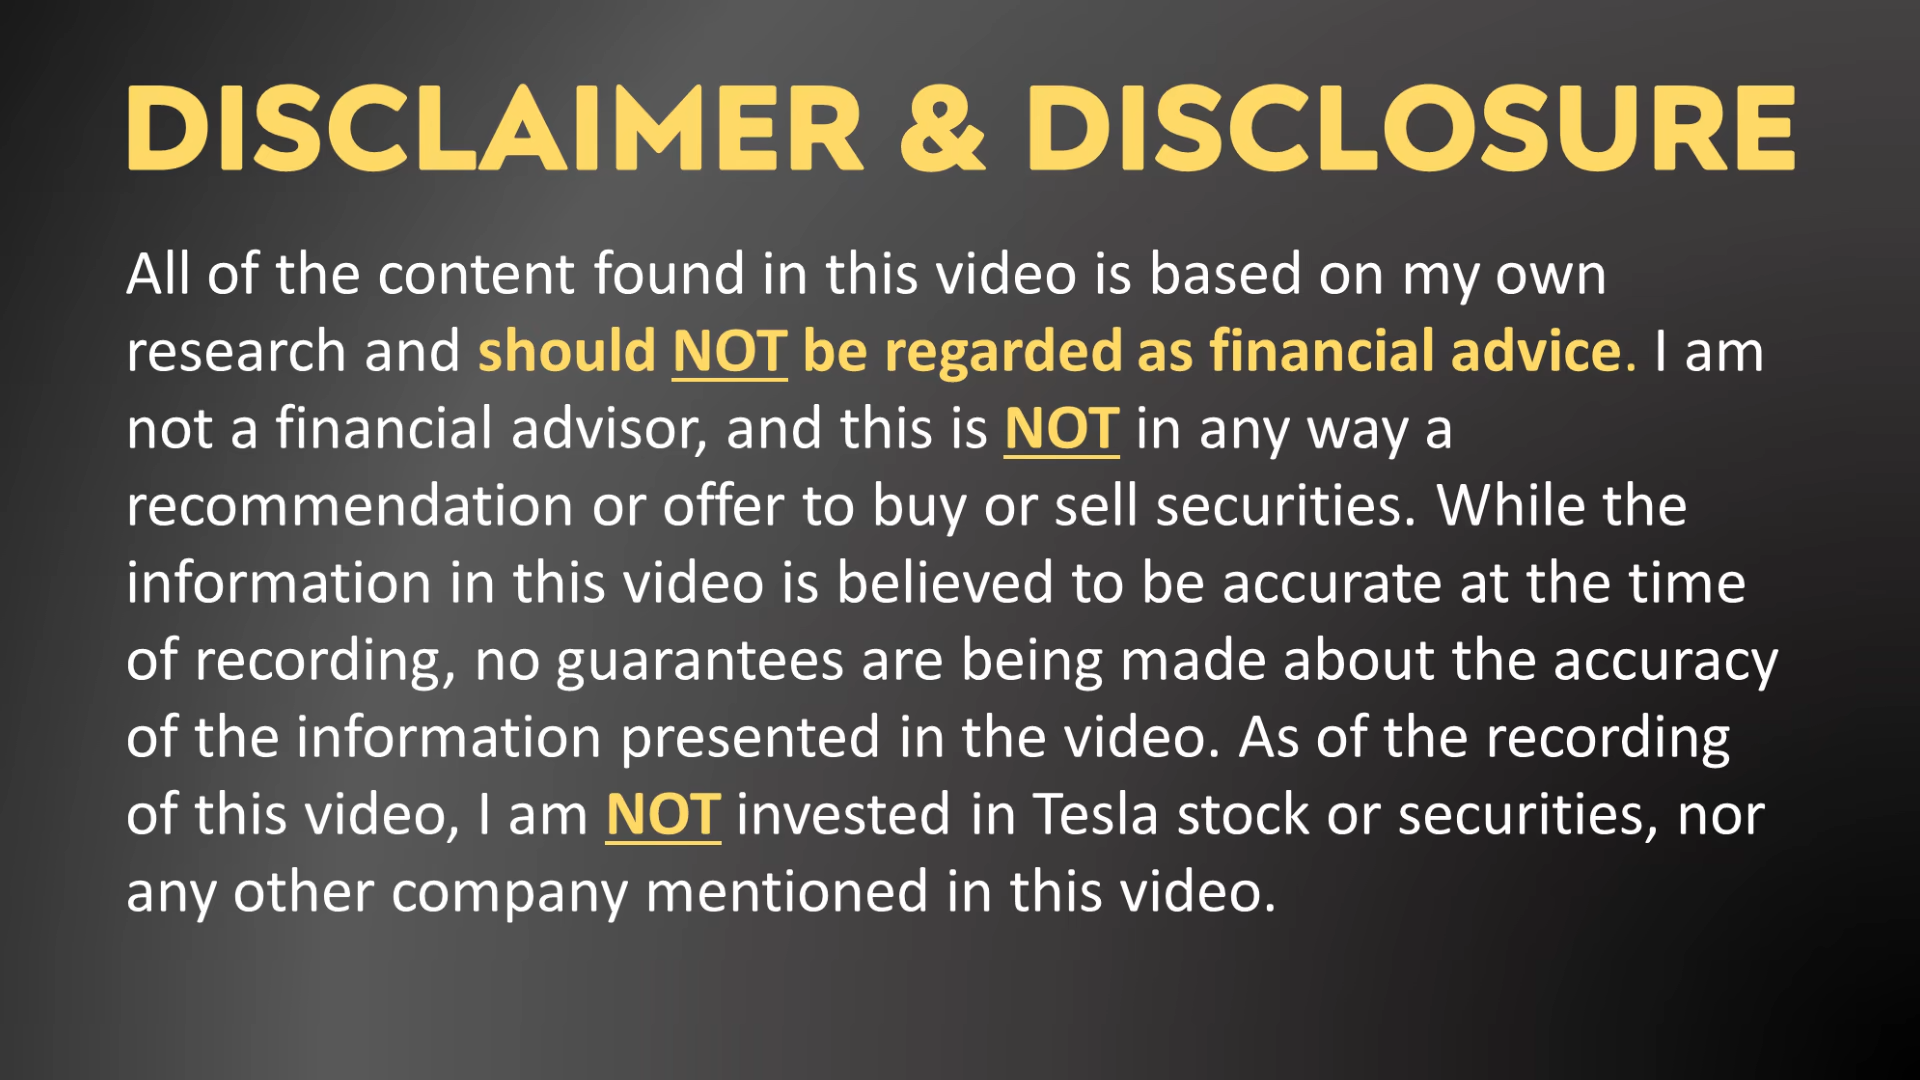 DISCLAIMER & DISCLOSURE
All of the content found in this video is based on my own
research and should NOT be regarded as financial advice. I am
not a financial advisor, and this is NOT in any way a
recommendation or offer to buy or sell securities. While the
information in this video is believed to be accurate at the time
of recording, no guarantees are being made about the accuracy
of the information presented in the video. As of the recording
of this video, I am NOT invested in Tesla stock or securities, nor
any other company mentioned in this video.